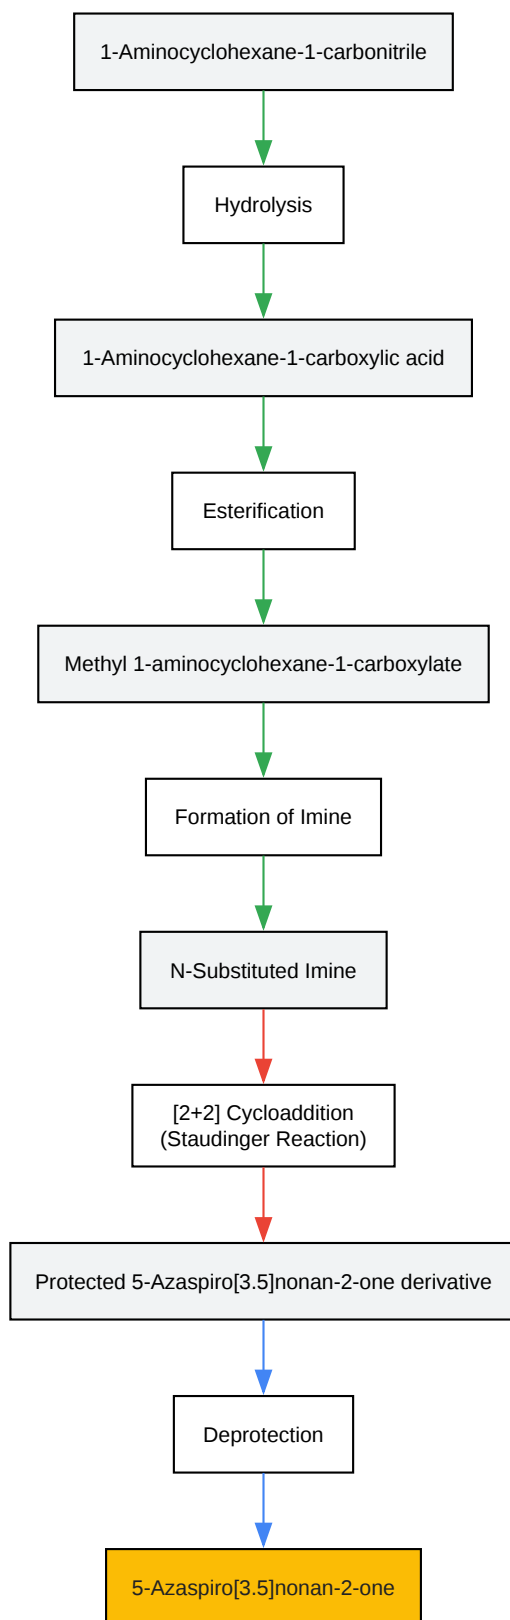 1-Aminocyclohexane-1-carbonitrile
Hydrolysis
1-Aminocyclohexane-1-carboxylic acid
Esterification
Methyl 1-aminocyclohexane-1-carboxylate
Formation of Imine
N-Substituted Imine
[2+2] Cycloaddition
(Staudinger Reaction)
Protected 5-Azaspiro[3.5]nonan-2-one derivative
Deprotection
5-Azaspiro[3.5]nonan-2-one